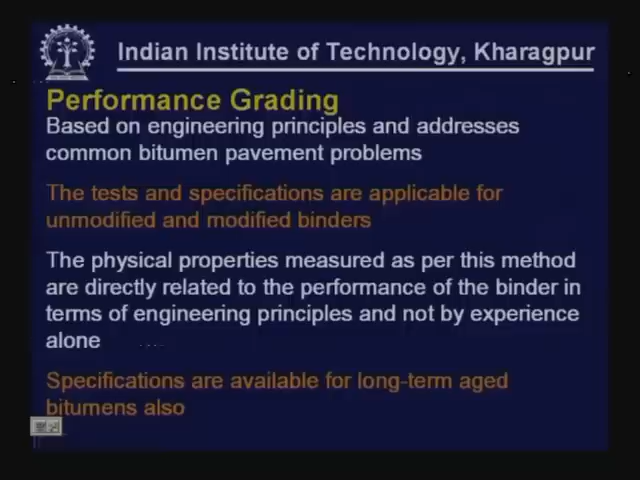 Indian Institute of Technology, Kharagpur
Performance Grading
Based on engineering principles and addresses
common bitumen pavement problems
The tests and specifications are applicable for
unmodified and modified binders
The physical properties measured as per this method
are directly related to the performance of the binder in
terms of engineering principles and not by experience
alone
Specifications are available for long-term aged
bitumens also